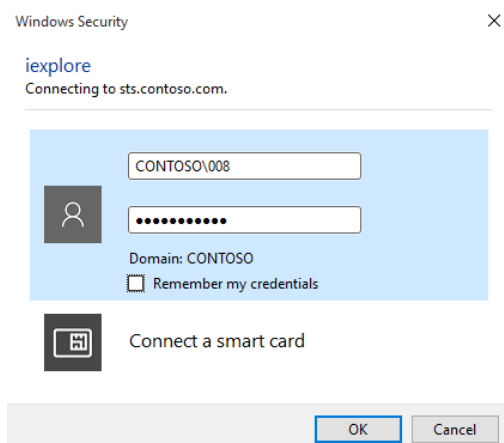 Windows Security
iexplore
Connecting to sts.contoso.com.
CONTOSO\008
●●●●●●●●●●●
Domain: CONTOSO
Remember my credentials
Connect a smart card
OK
Cancel